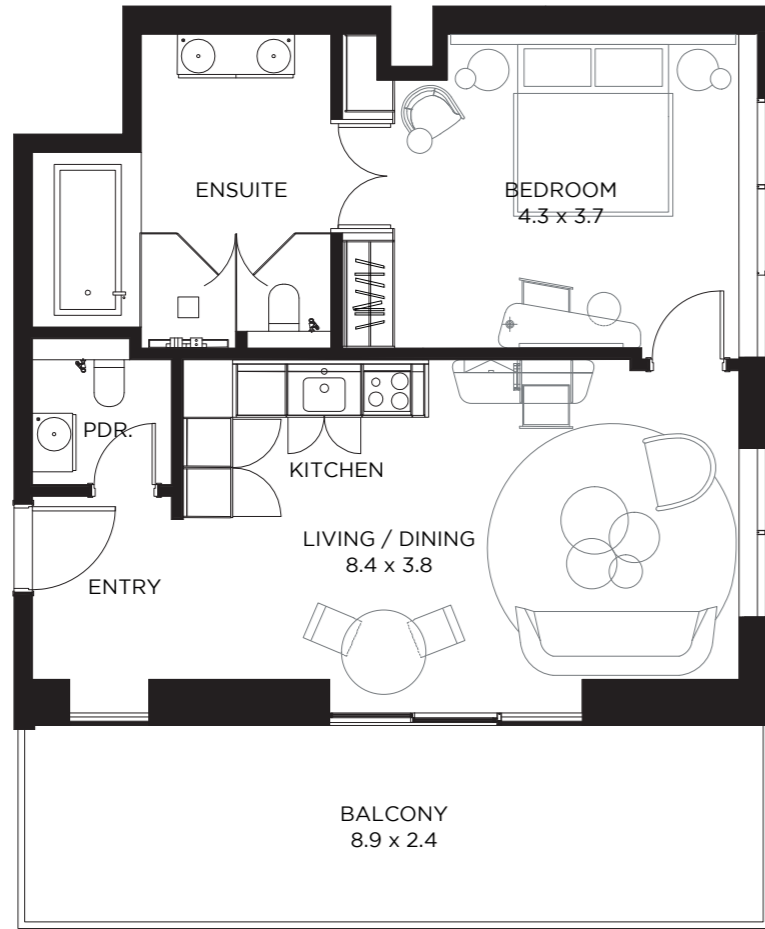 ENSUITE
BEDROOM
4.3 x 3.7
PDR.
KITCHEN
LIVING / DINING
8.4 x 3.8
ENTRY
BALCONY
8.9 x 2.4